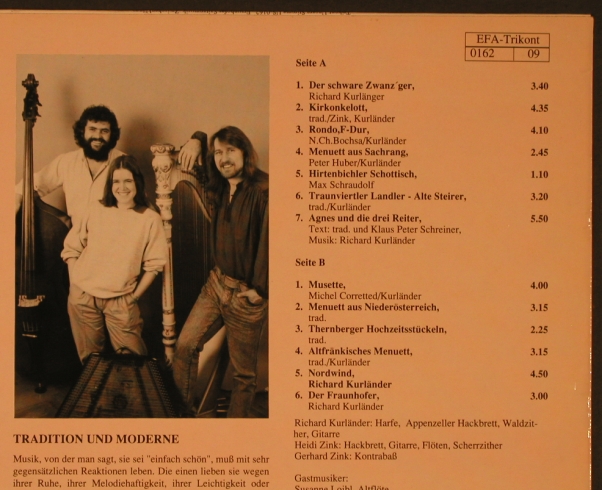 EFA-Trikont
0162 09
Seite A
1. Der schware Zwanz´ger, 3.40
Richard Kurlänger
2. Kirkonkelott, 4.35
trad./Zink, Kurländer
3. Rondo,F-Dur, 4.10
N.Ch.Bochsa/Kurländer
4. Menuett aus Sachrang, 2.45
Peter Huber/Kurländer
5. Hirtenbichler Schottisch, 1.10
Max Schraudolf
6. Traunviertler Landler - Alte Steirer, 3.20
trad./Kurländer
7. Agnes und die drei Reiter, 5.50
Text: trad. und Klaus Peter Schreiner,
Musik: Richard Kurländer
Seite B
1. Musette, 4.00
Michel Corretted/Kurländer
2. Menuett aus Niederösterreich, 3.15
trad.
3. Thernberger Hochzeitsstückeln, 2.25
trad.
4. Altfränkisches Menuett, 3.15
trad./Kurländer
5. Nordwind, 4.50
Richard Kurländer
6. Der Fraunhofer, 3.00
Richard Kurländer
Richard Kurländer: Harfe, Appenzeller Hackbrett, Waldzit-
her, Gitarre
Heidi Zink: Hackbrett, Gitarre, Flöten, Scherrzither
Gerhard Zink: Kontrabaß
Gastmusiker:
Susanne Loibl, Altflöte
TRADITION UND MODERNE
Musik, von der man sagt, sie sei "einfach schön", muß mit sehr
gegensätzlichen Reaktionen leben. Die einen lieben sie wegen
ihrer Ruhe, ihrer Melodiehaftigkeit, ihrer Leichtigkeit oder